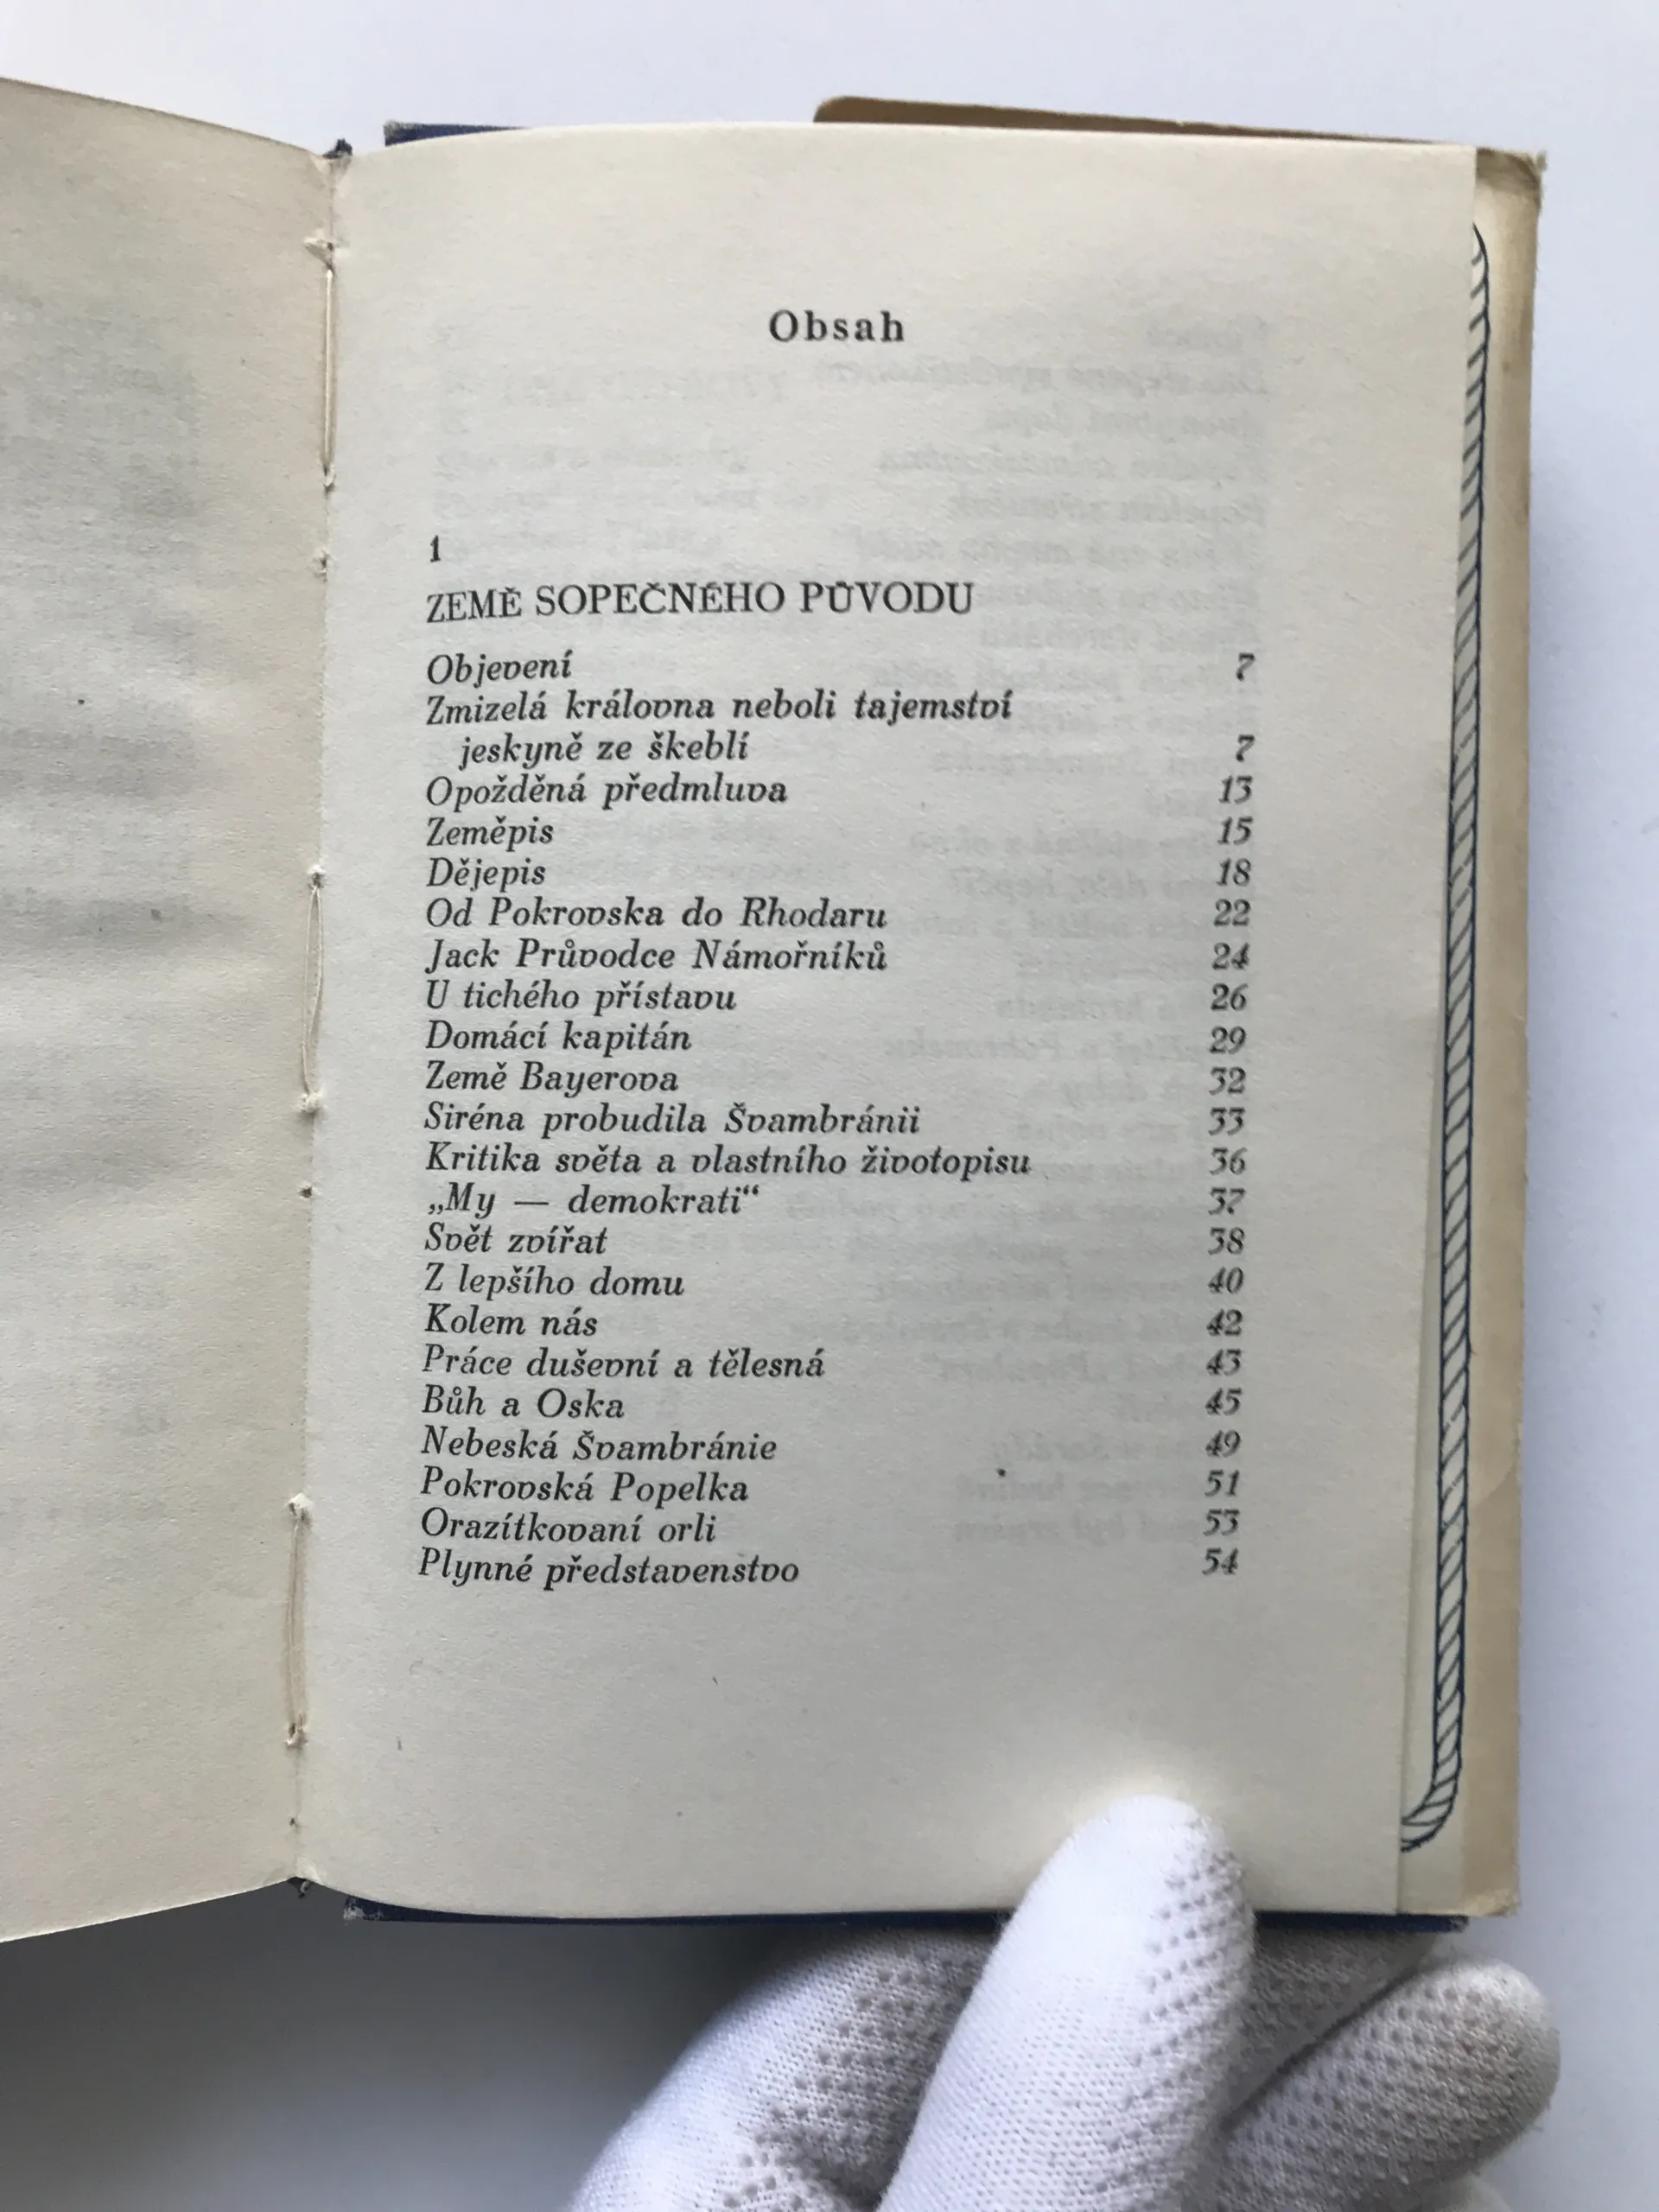 Obsah
1
ZEMĚ SOPEČNÉHO PŮVODU
Objevení 7
Zmizelá královna neboli tajemství
jeskyně ze škeblí 7
Opožděná předmluva 13
Zeměpis 15
Dějepis 18
Od Pokrovska do Rhodaru 22
Jack Průvodce Námořníků 24
U tichého přístavu 26
Domácí kapitán 29
Země Bayerova 32
Siréna probudila Švambránii 33
Kritika světa a vlastního životopisu 36
„My — demokrati“ 37
Svět zvířat 38
Z lepšího domu 40
Kolem nás 42
Práce duševní a tělesná 43
Bůh a Oska 45
Nebeská Švambránie 49
Pokrovská Popelka 51
Orazítkovaní orli 53
Plynné představenstvo 54